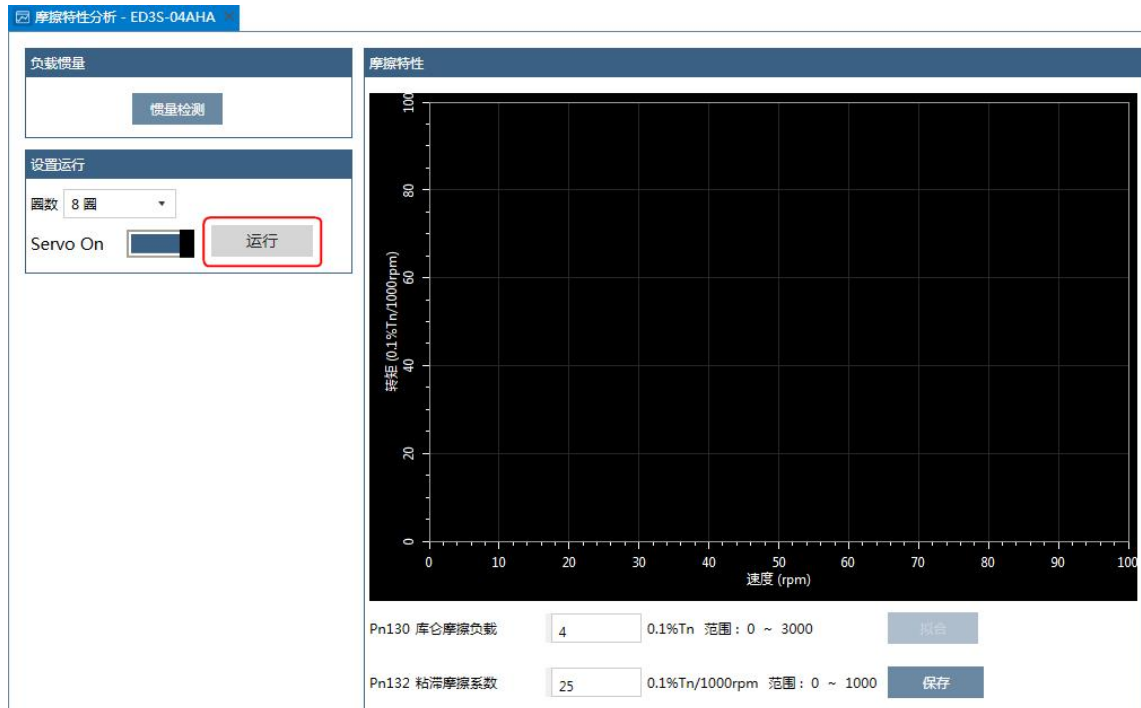 摩擦特性分析 - ED3S-04AHA ×
负载惯量
惯量检测
设置运行
圈数 8 圈
Servo On 运行
摩擦特性
转矩 (0.1%Tn/1000rpm)
100
80
60
40
20
0
0 10 20 30 40 50 60 70 80 90 100
速度 (rpm)
Pn130 库仑摩擦负载 4 0.1%Tn 范围: 0 ~ 3000 拟合
Pn132 粘滞摩擦系数 25 0.1%Tn/1000rpm 范围: 0 ~ 1000 保存